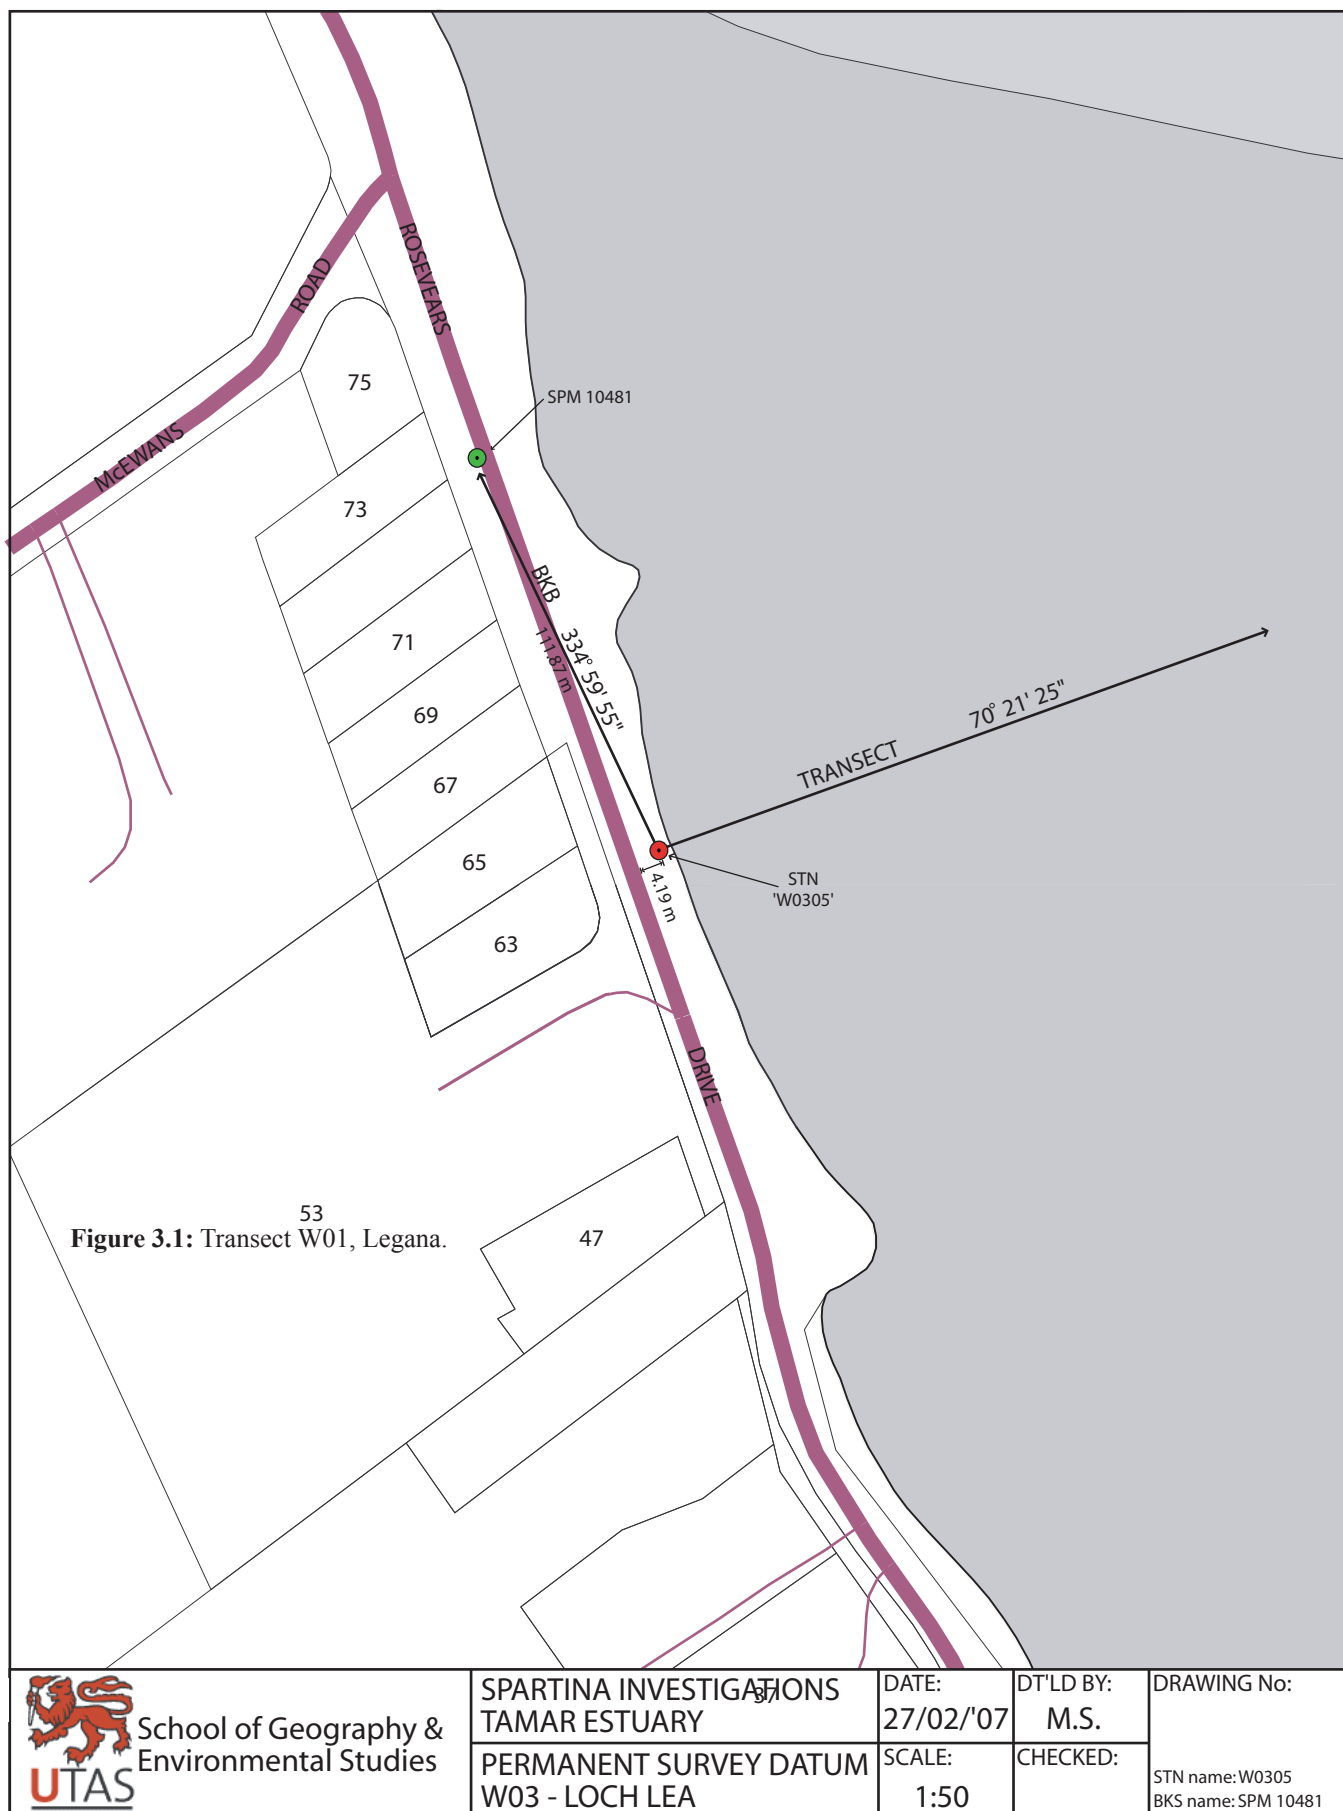 ROSEVEARS
ROAD
75
SPM 10481
McEWANS
73
BKB 334° 59' 55"
111.87 m
71
70° 21' 25"
TRANSECT
69
67
65
STN
'W0305'
4.19 m
63
DRIVE
53
Figure 3.1: Transect W01, Legana.
47
School of Geography &
Environmental Studies
UTAS
SPARTINA INVESTIGATIONS
37
TAMAR ESTUARY
PERMANENT SURVEY DATUM
W03 - LOCH LEA
DATE:
27/02/'07
SCALE:
1:50
DT'LD BY:
M.S.
CHECKED:
DRAWING No:
STN name: W0305
BKS name: SPM 10481